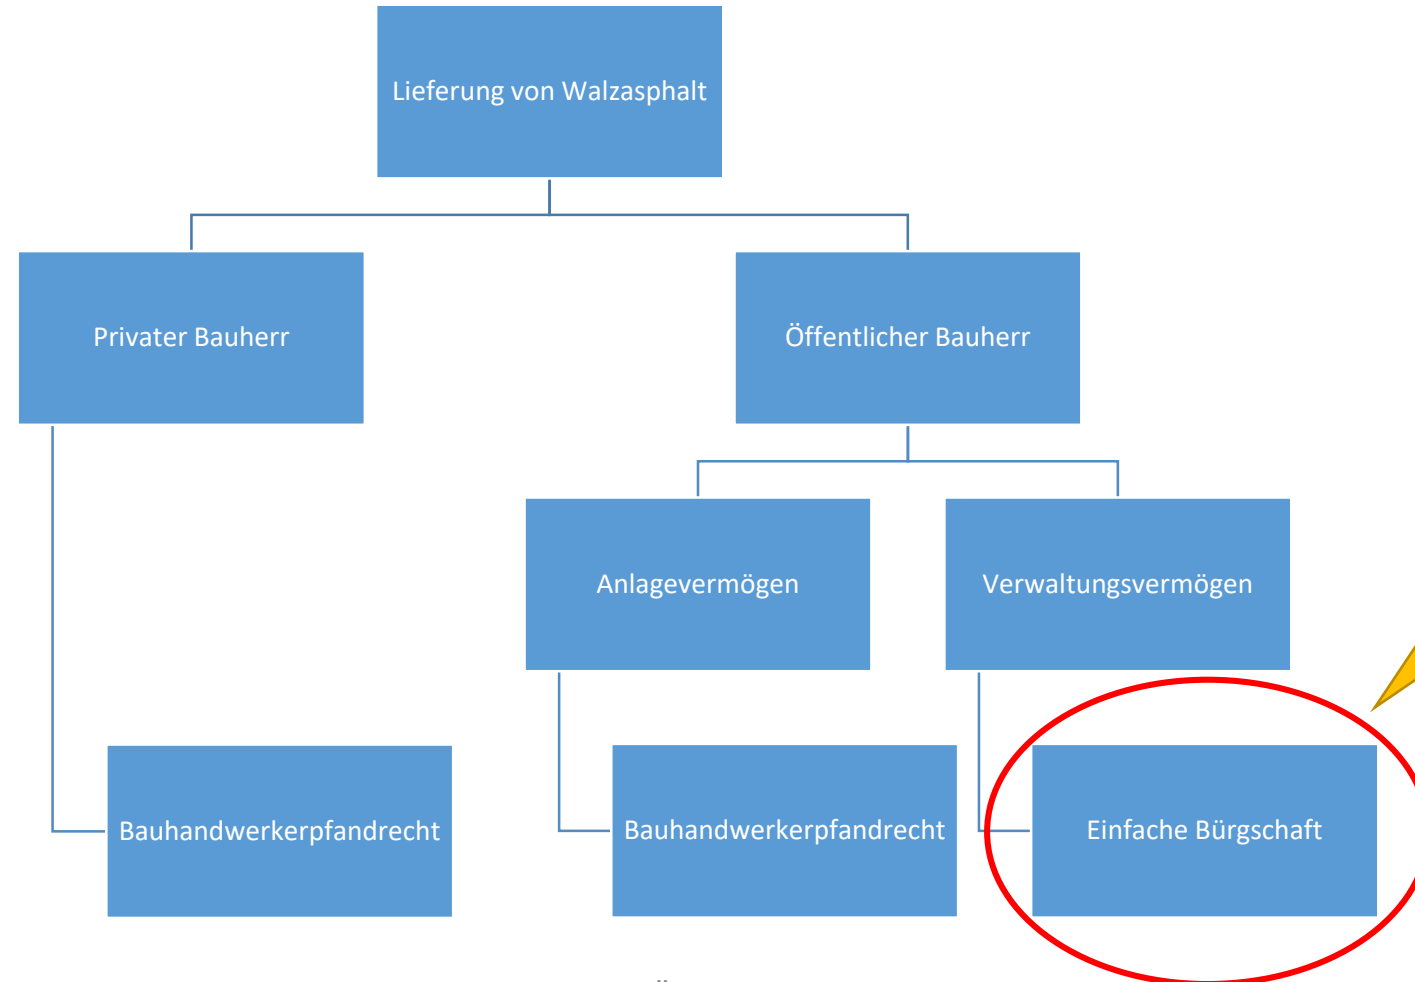 Lieferung von Walzasphalt
Privater Bauherr
Öffentlicher Bauherr
Anlagevermögen
Verwaltungsvermögen
Bauhandwerkerpfandrecht
Bauhandwerkerpfandrecht
Einfache Bürgschaft